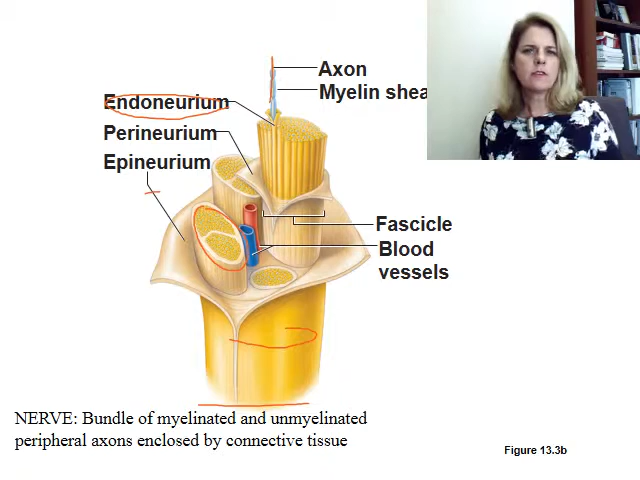 Axon
Myelin shea
Endoneurium
Perineurium
Epineurium
Fascicle
Blood
vessels
NERVE: Bundle of myelinated and unmyelinated
peripheral axons enclosed by connective tissue
Figure 13.3b